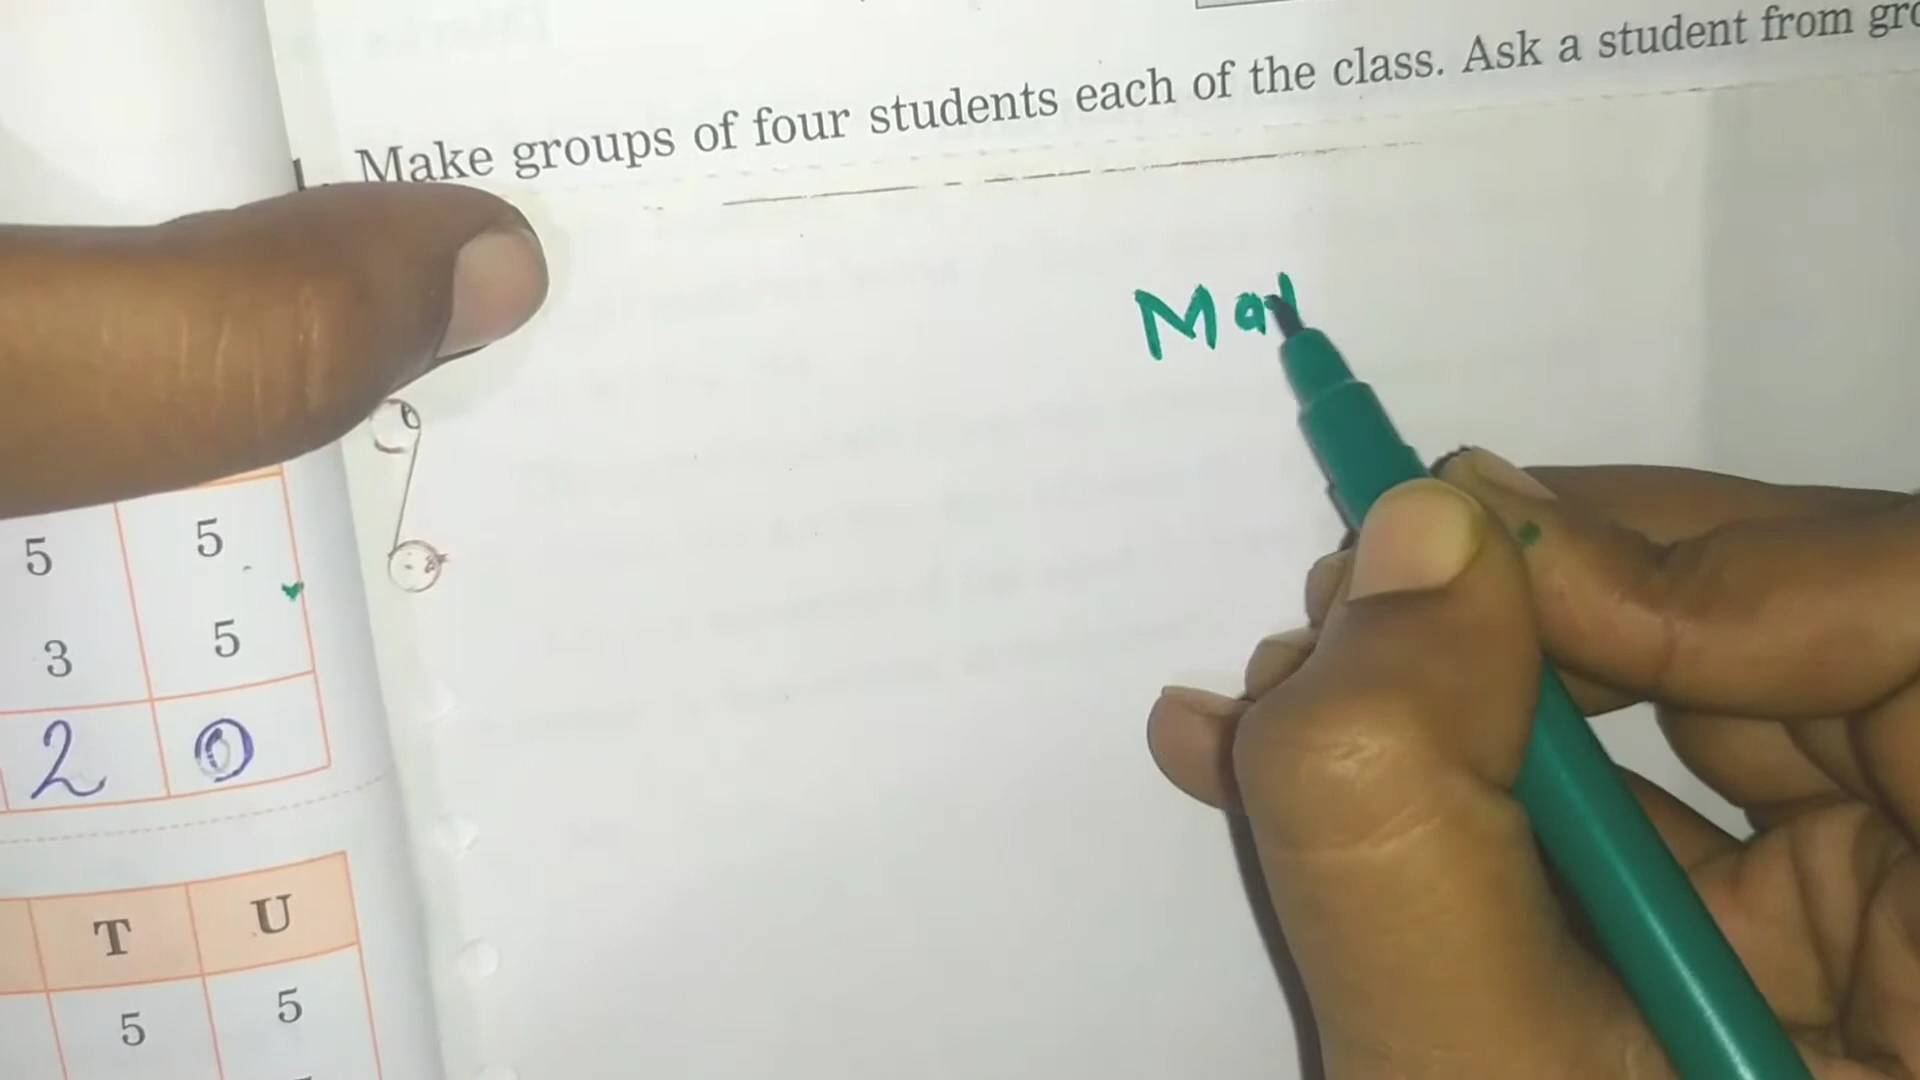 1. Make groups of four students each of the class. Ask a student from
Ma
5 5
3 5
2 0
T U
5 5